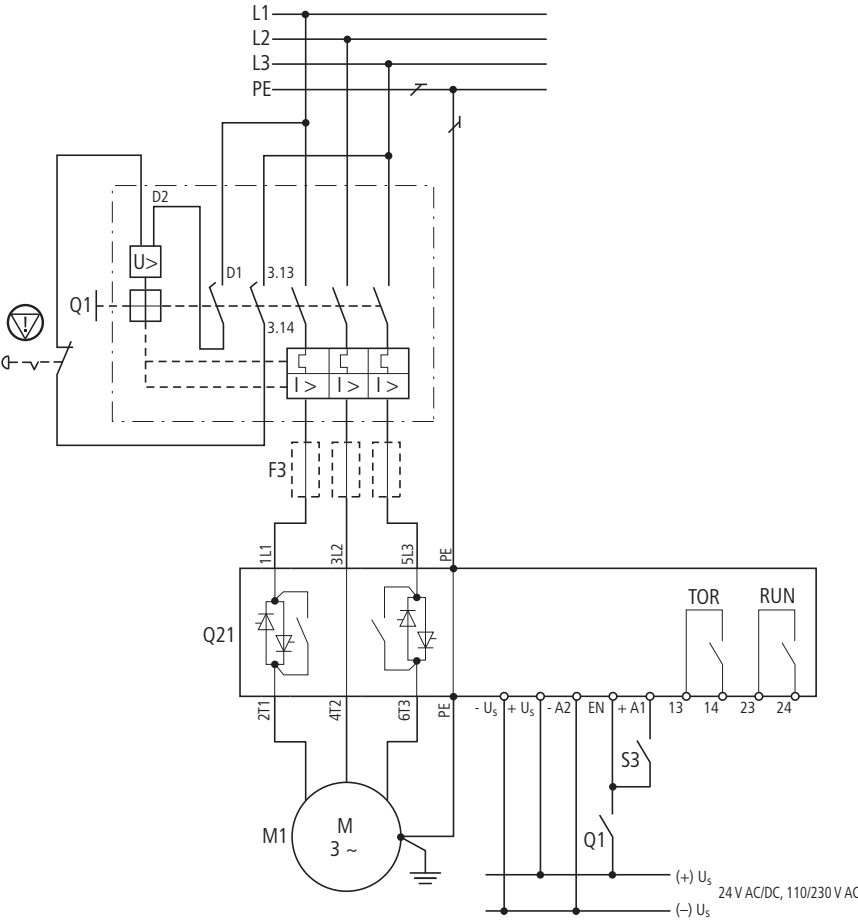 L1
L2
L3
PE
D2
U>
D1
3.13
Q1
!
3.14
I > I > I >
F3
1L1
3L2
5L3
PE
TOR
RUN
Q21
2T1
4T2
6T3
PE
- Us + Us - A2 EN + A1 13 14 23 24
S3
M1
M
3 ~
Q1
(+) Us
24 V AC/DC, 110/230 V AC
(–) Us